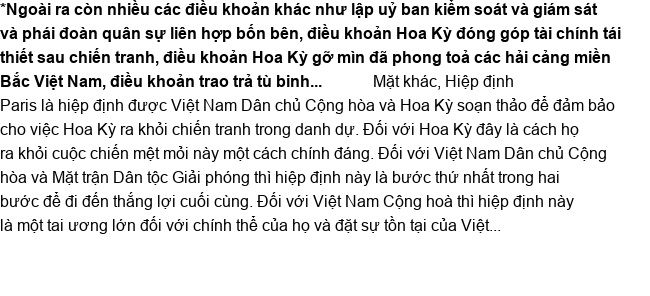 *Ngoài ra còn nhiều các điều khoản khác như lập uỷ ban kiểm soát và giám sát
và phái đoàn quân sự liên hợp bốn bên, điều khoản Hoa Kỳ đóng góp tài chính tái
thiết sau chiến tranh, điều khoản Hoa Kỳ gỡ mìn đã phong toả các hải cảng miền
Bắc Việt Nam, điều khoản trao trả tù binh... Mặt khác, Hiệp định
Paris là hiệp định được Việt Nam Dân chủ Cộng hòa và Hoa Kỳ soạn thảo để đảm bảo
cho việc Hoa Kỳ ra khỏi chiến tranh trong danh dự. Đối với Hoa Kỳ đây là cách họ
ra khỏi cuộc chiến mệt mỏi này một cách chính đáng. Đối với Việt Nam Dân chủ Cộng
hòa và Mặt trận Dân tộc Giải phóng thì hiệp định này là bước thứ nhất trong hai
bước để đi đến thắng lợi cuối cùng. Đối với Việt Nam Cộng hoà thì hiệp định này
là một tai ương lớn đối với chính thể của họ và đặt sự tồn tại của Việt...